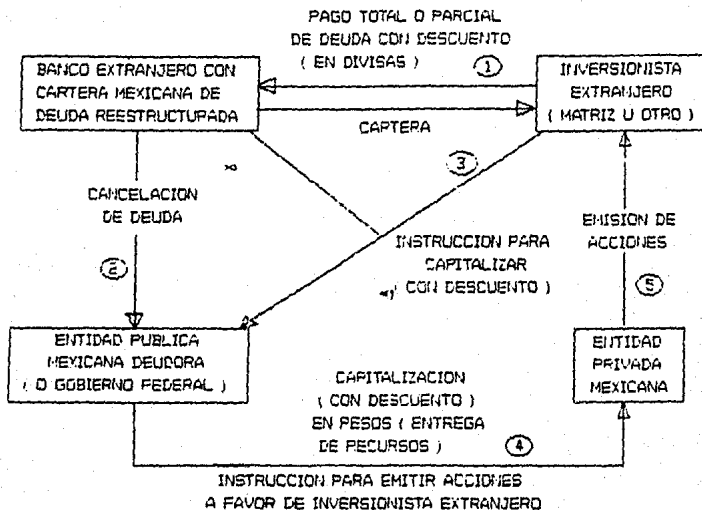 PAGO TOTAL O PARCIAL
DE DEUDA CON DESCUENTO
( EN DIVISAS )
1
BANCO EXTRANJERO CON
CARTERA MEXICANA DE
DEUDA REESTRUCTURADA
INVERSIONISTA
EXTRANJERO
( MATRIZ U OTRO )
CARTERA
3
CANCELACION
DE DEUDA
2
INSTRUCCION PARA
CAPITALIZAR
( CON DESCUENTO )
EMISION DE
ACCIONES
5
ENTIDAD PUBLICA
MEXICANA DEUDORA
( O GOBIERNO FEDERAL )
ENTIDAD
PRIVADA
MEXICANA
CAPITALIZACION
( CON DESCUENTO )
EN PESOS ( ENTREGA
DE RECURSOS )
4
INSTRUCCION PARA EMITIR ACCIONES
A FAVOR DE INVERSIONISTA EXTRANJERO